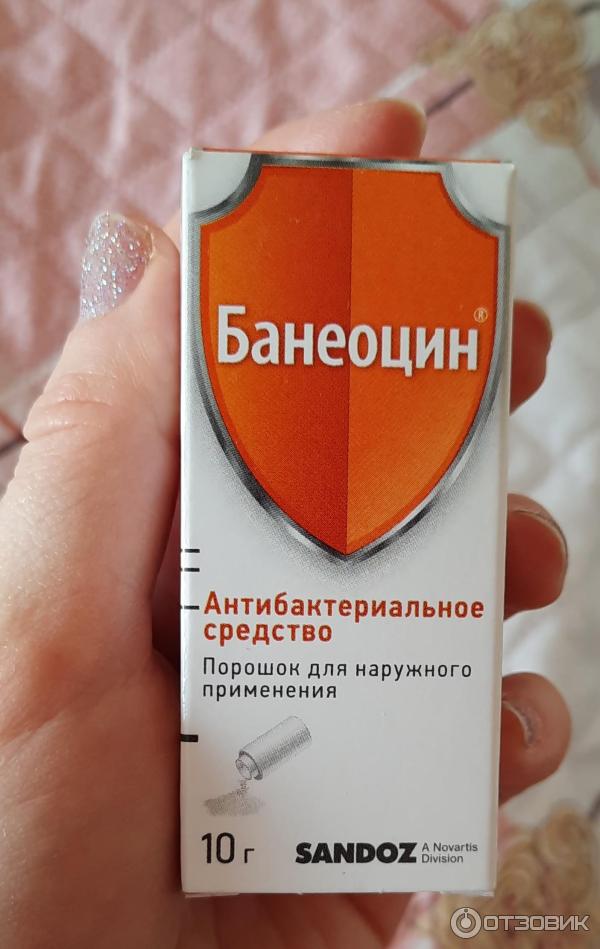 Банеоцин®
Антибактериальное
средство
Порошок для наружного
применения
10 г
SANDOZ A Novartis
Division
ОТЗОВИК